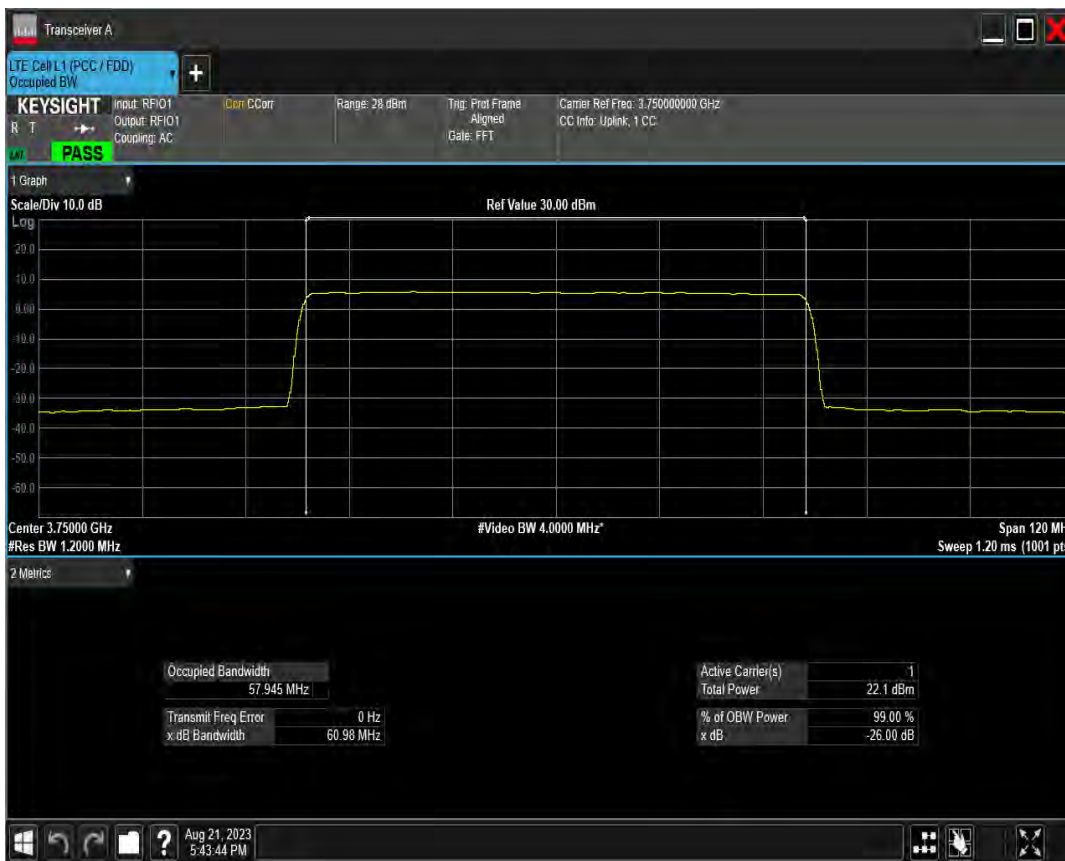 Transceiver A
LTE Cell L1 (PCC / FDD)
Occupied BW
+
KEYSIGHT
R T
LXI
PASS
Input: RFIO1
Output: RFIO1
Coupling: AC
Corr CCorr
Range: 28 dBm
Trig: Prot Frame
Aligned
Gate: FFT
Carrier Ref Freq: 3.750000000 GHz
CC Info: Uplink, 1 CC
1 Graph
Scale/Div 10.0 dB
Ref Value 30.00 dBm
Log
20.0
10.0
0.00
-10.0
-20.0
-30.0
-40.0
-50.0
-60.0
Center 3.75000 GHz
#Video BW 4.0000 MHz*
Span 120 MH
#Res BW 1.2000 MHz
Sweep 1.20 ms (1001 pts
2 Metrics
Occupied Bandwidth
57.945 MHz
Transmit Freq Error 0 Hz
x dB Bandwidth 60.98 MHz
Active Carrier(s) 1
Total Power 22.1 dBm
% of OBW Power 99.00 %
x dB -26.00 dB
?
Aug 21, 2023
5:43:44 PM